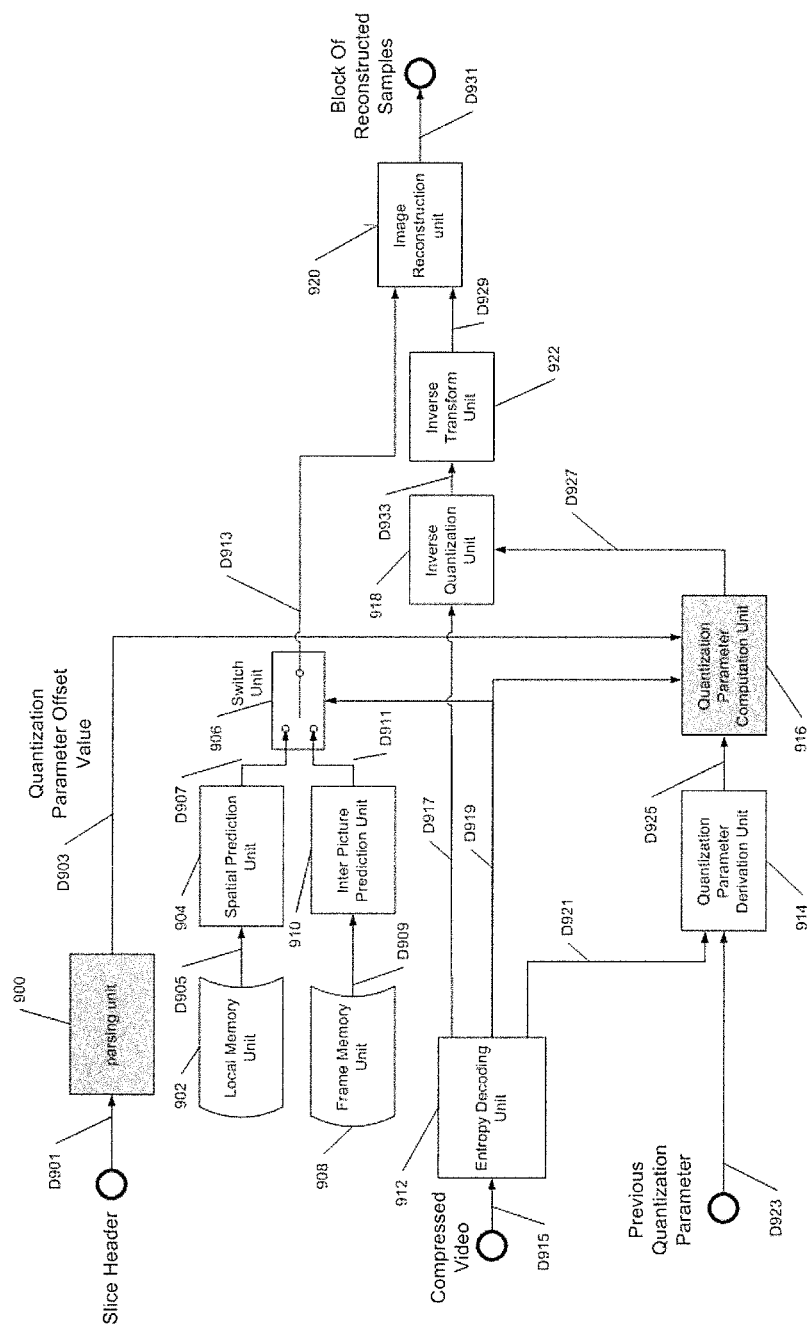 Slice Header
D901
900
parsing unit
D903
Quantization
Parameter Offset
Value
902
Local Memory
Unit
D905
904
Spatial Prediction
Unit
D907
906
Switch
Unit
D913
908
Frame Memory
Unit
D909
910
Inter Picture
Prediction Unit
D911
Compressed
Video
D915
912
Entropy Decoding
Unit
D917
D919
D921
Previous
Quantization
Parameter
D923
914
Quantization
Parameter
Derivation Unit
D925
916
Quantization
Parameter
Computation Unit
D927
918
Inverse
Quantization
Unit
D933
922
Inverse
Transform
Unit
D929
920
Image
Reconstruction
unit
D931
Block Of
Reconstructed
Samples